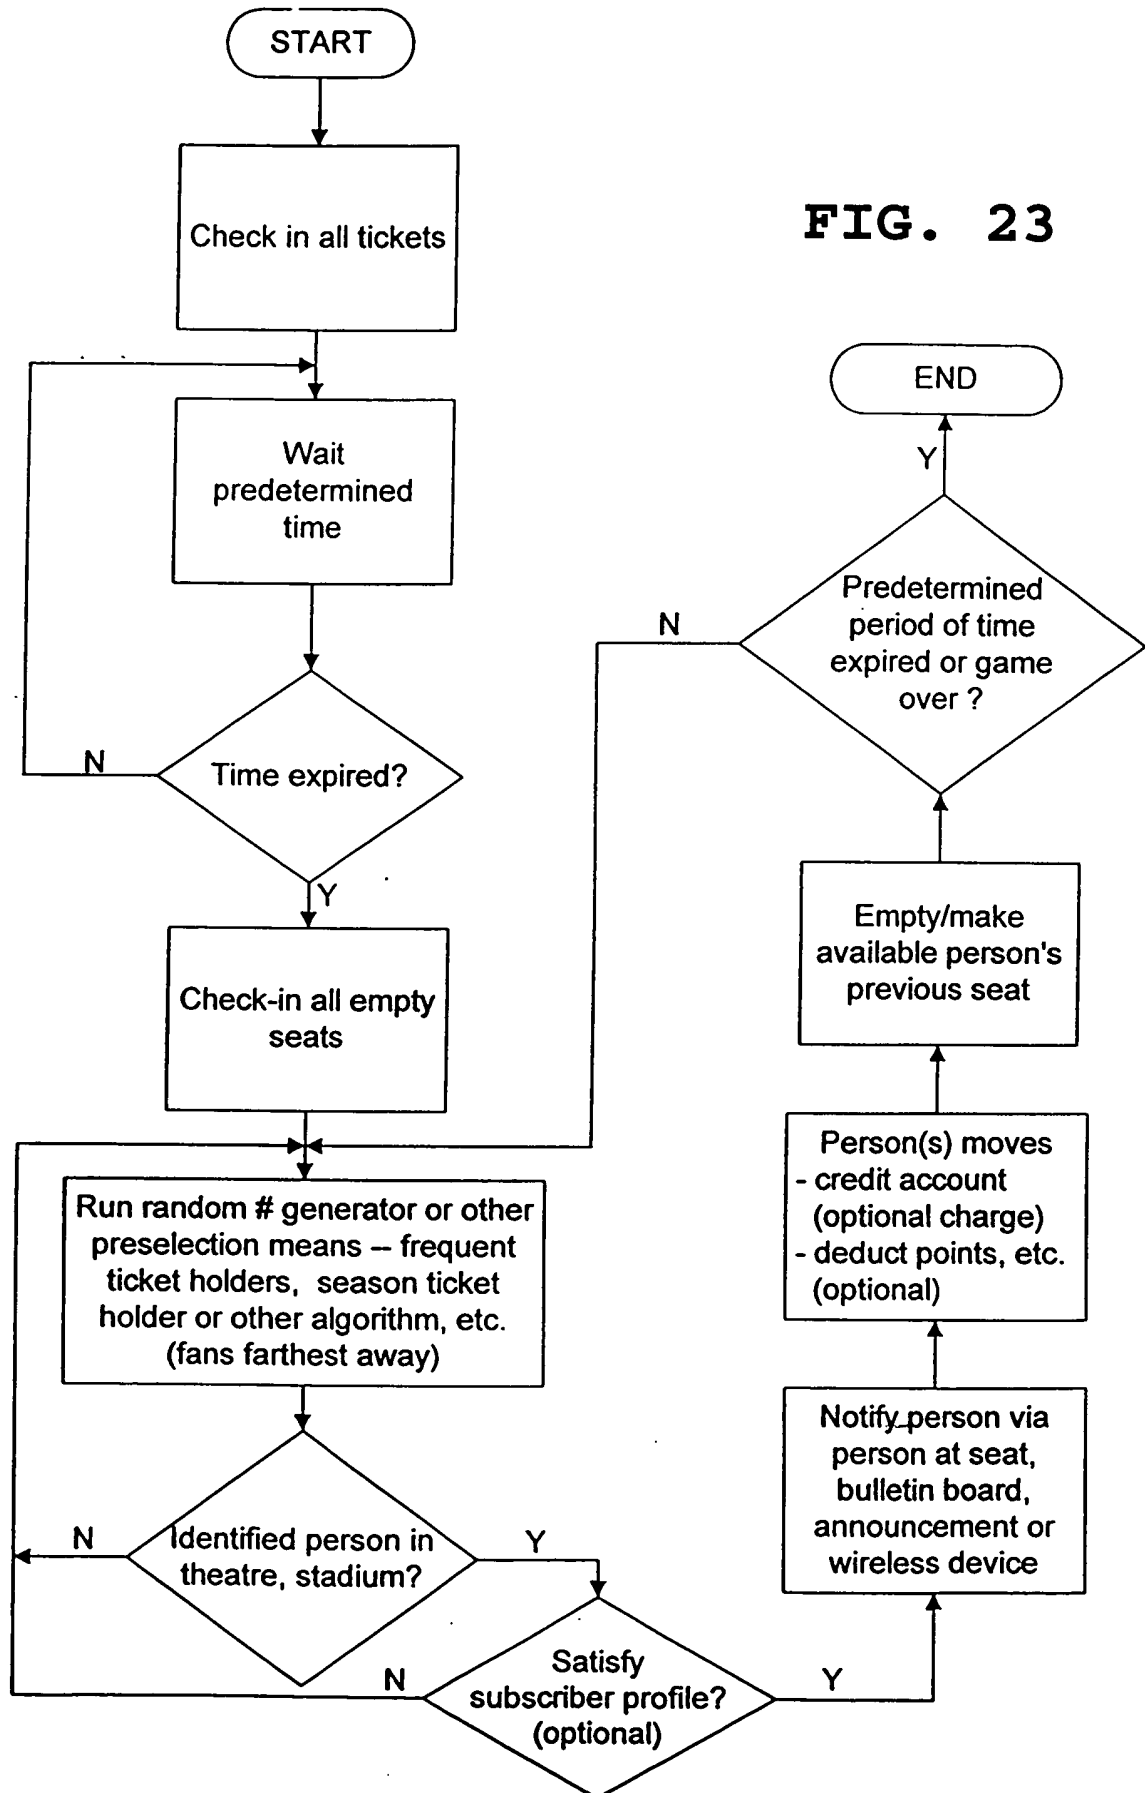 START
Check in all tickets
FIG. 23
Wait
predetermined
time
N
Time expired?
Y
Check-in all empty
seats
Run random # generator or other
preselection means -- frequent
ticket holders, season ticket
holder or other algorithm, etc.
(fans farthest away)
N
Identified person in
theatre, stadium?
Y
N
Satisfy
subscriber profile?
(optional)
Y
Notify person via
person at seat,
bulletin board,
announcement or
wireless device
Person(s) moves
- credit account
(optional charge)
- deduct points, etc.
(optional)
Empty/make
available person's
previous seat
N
Predetermined
period of time
expired or game
over ?
Y
END